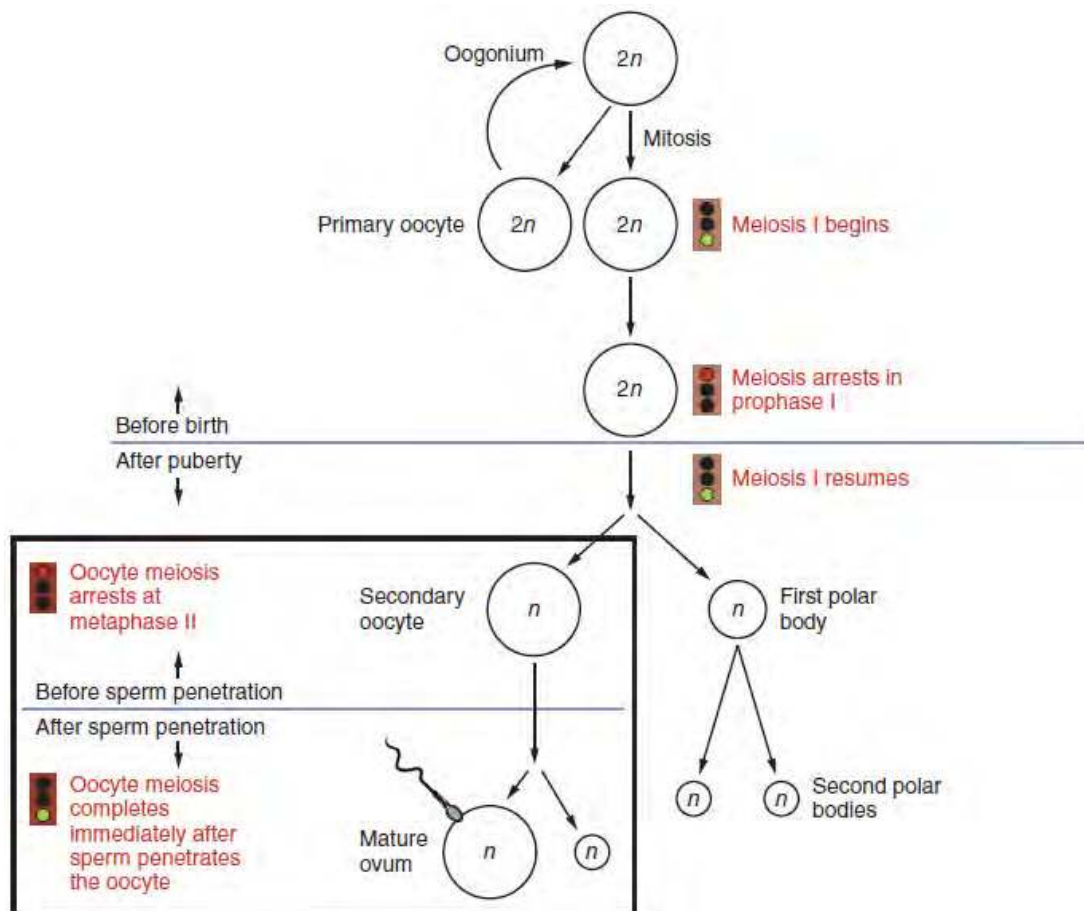 Oogonium
2n
Mitosis
Primary oocyte
2n
2n
Meiosis I begins
2n
Meiosis arrests in
prophase I
Before birth
After puberty
Meiosis I resumes
Oocyte meiosis
arrests at
metaphase II
Secondary
oocyte
n
n
First polar
body
Before sperm penetration
After sperm penetration
Oocyte meiosis
completes
immediately after
sperm penetrates
the oocyte
Mature
ovum
n
n
n
n
Second polar
bodies